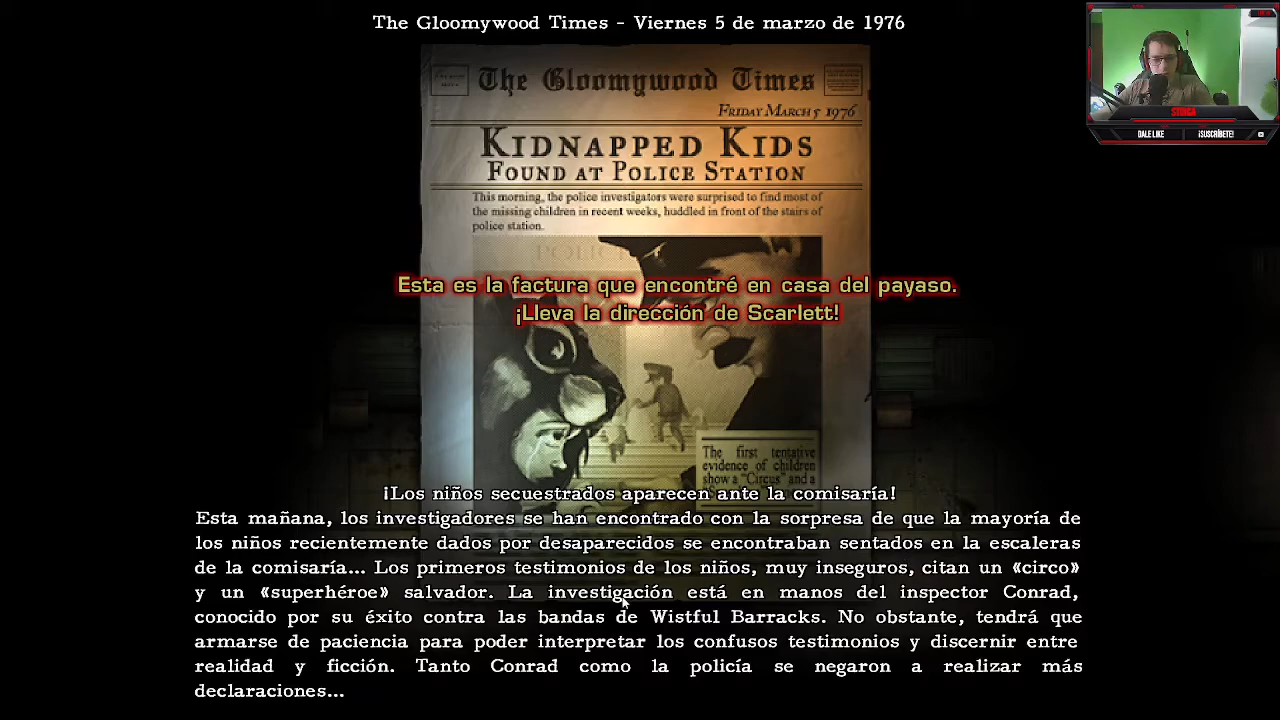 The Gloomywood Times - Viernes 5 de marzo de 1976
The Gloomywood Times
Friday March 5 1976
Kidnapped Kids
Found at Police Station
This morning, the police investigators were surprised to find most of
the missing children in recent weeks, huddled in front of the stairs of
police station.
POLICE
Esta es la factura que encontré en casa del payaso.
¡Lleva la dirección de Scarlett!
The first tentative
evidence of children
show a "Circus" and a
¡Los niños secuestrados aparecen ante la comisaría!
Esta mañana, los investigadores se han encontrado con la sorpresa de que la mayoría de
los niños recientemente dados por desaparecidos se encontraban sentados en la escaleras
de la comisaría... Los primeros testimonios de los niños, muy inseguros, citan un «circo»
y un «superhéroe» salvador. La investigación está en manos del inspector Conrad,
conocido por su éxito contra las bandas de Wistful Barracks. No obstante, tendrá que
armarse de paciencia para poder interpretar los confusos testimonios y discernir entre
realidad y ficción. Tanto Conrad como la policía se negaron a realizar más
declaraciones...
DALE LIKE
¡SUSCRÍBETE!